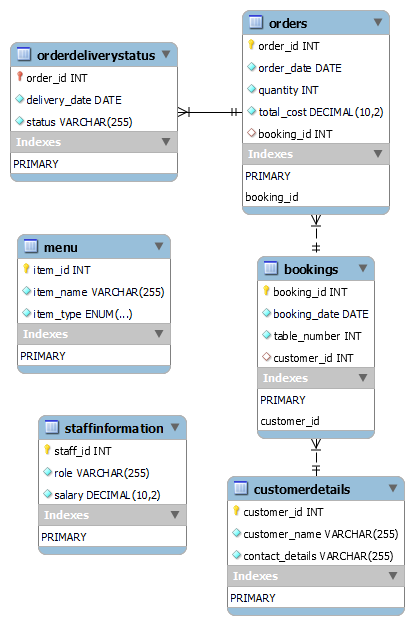 orderdeliverystatus
order_id INT
delivery_date DATE
status VARCHAR(255)
Indexes
PRIMARY
orders
order_id INT
order_date DATE
quantity INT
total_cost DECIMAL(10,2)
booking_id INT
Indexes
PRIMARY
booking_id
menu
item_id INT
item_name VARCHAR(255)
item_type ENUM(...)
Indexes
PRIMARY
bookings
booking_id INT
booking_date DATE
table_number INT
customer_id INT
Indexes
PRIMARY
customer_id
staffinformation
staff_id INT
role VARCHAR(255)
salary DECIMAL(10,2)
Indexes
PRIMARY
customerdetails
customer_id INT
customer_name VARCHAR(255)
contact_details VARCHAR(255)
Indexes
PRIMARY